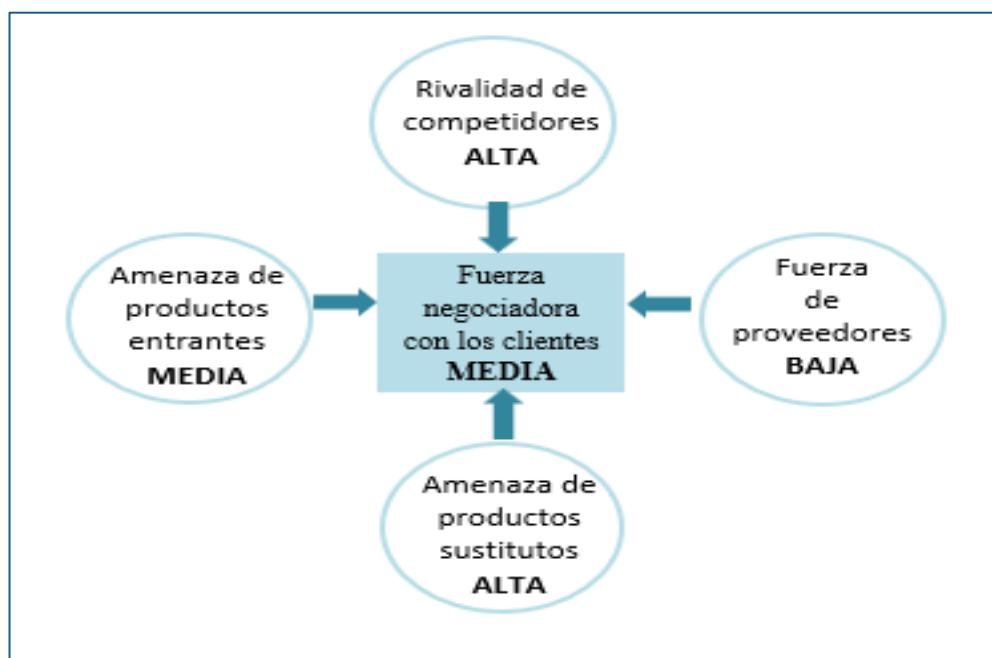 Rivalidad de
competidores
ALTA
Amenaza de
productos
entrantes
MEDIA
Fuerza
negociadora
con los clientes
MEDIA
Fuerza
de
proveedores
BAJA
Amenaza de
productos
sustitutos
ALTA